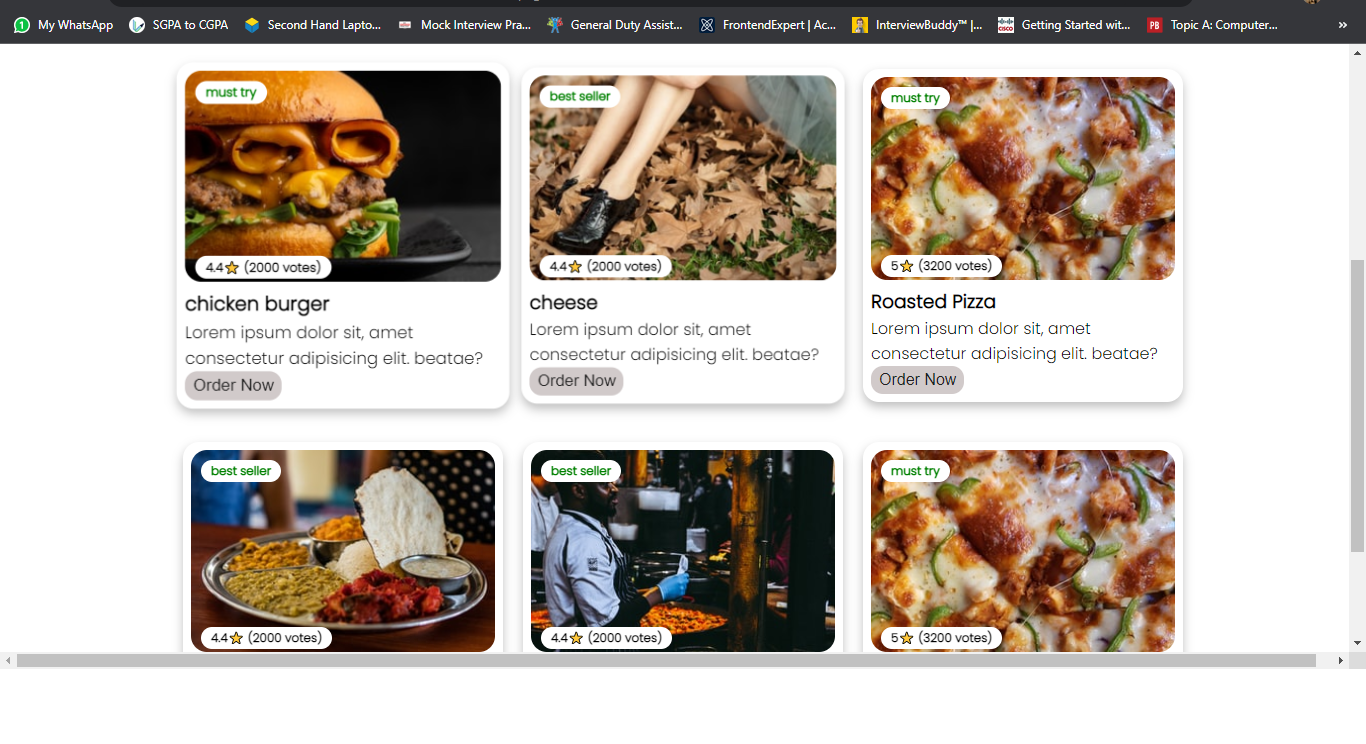 My WhatsApp SGPA to CGPA Second Hand Lapto... Mock Interview Pra... General Duty Assist... FrontendExpert | Ac... InterviewBuddy™ |... CISCO Getting Started wit... PB Topic A: Computer... »
must try
4.4⭐ (2000 votes)
chicken burger
Lorem ipsum dolor sit, amet
consectetur adipisicing elit. beatae?
Order Now
best seller
4.4⭐ (2000 votes)
cheese
Lorem ipsum dolor sit, amet
consectetur adipisicing elit. beatae?
Order Now
must try
5⭐ (3200 votes)
Roasted Pizza
Lorem ipsum dolor sit, amet
consectetur adipisicing elit. beatae?
Order Now
best seller
4.4⭐ (2000 votes)
best seller
4.4⭐ (2000 votes)
must try
5⭐ (3200 votes)